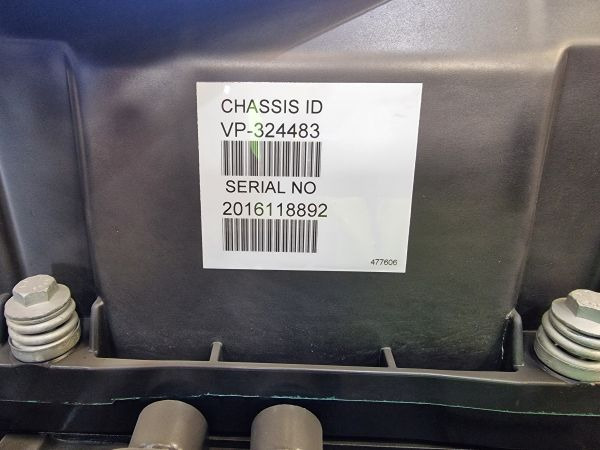 CHASSIS ID
VP-324483
SERIAL NO
2016118892
477606